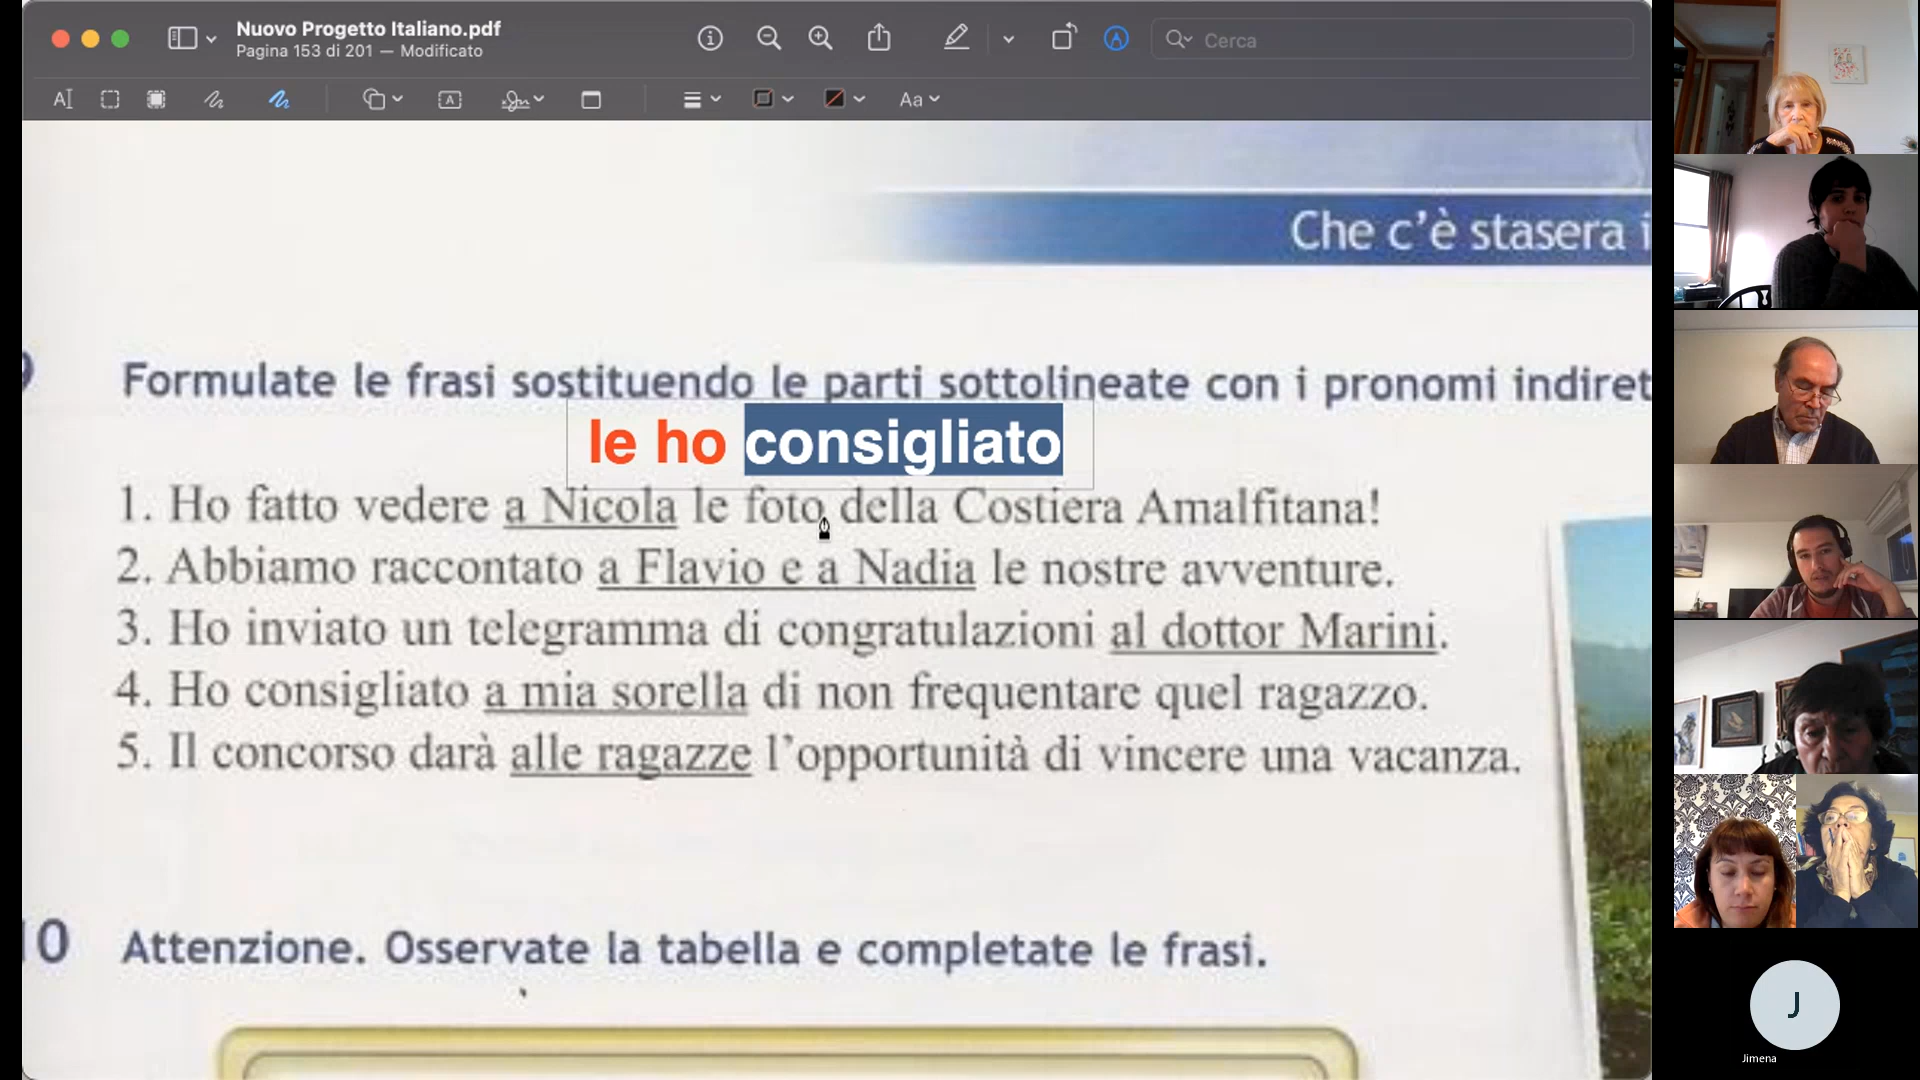 Nuovo Progetto Italiano.pdf
Pagina 153 di 201 — Modificato
Cerca
Aa
Che c'è stasera i
9
Formulate le frasi sostituendo le parti sottolineate con i pronomi indiret
le ho consigliato
1. Ho fatto vedere a Nicola le foto della Costiera Amalfitana!
2. Abbiamo raccontato a Flavio e a Nadia le nostre avventure.
3. Ho inviato un telegramma di congratulazioni al dottor Marini.
4. Ho consigliato a mia sorella di non frequentare quel ragazzo.
5. Il concorso darà alle ragazze l'opportunità di vincere una vacanza.
10 Attenzione. Osservate la tabella e completate le frasi.
J
Jimena